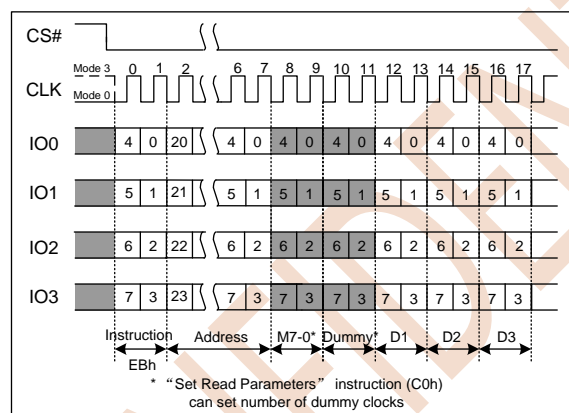 CS#
Mode 3 0 1 2 6 7 8 9 10 11 12 13 14 15 16 17
CLK
Mode 0
IO0 4 0 20 4 0 4 0 4 0 4 0 4 0 4 0
IO1 5 1 21 5 1 5 1 5 1 5 1 5 1 5 1
IO2 6 2 22 6 2 6 2 6 2 6 2 6 2 6 2
IO3 7 3 23 7 3 7 3 7 3 7 3 7 3 7 3
Instruction Address M7-0* Dummy* D1 D2 D3
EBh
* “Set Read Parameters” instruction (C0h)
can set number of dummy clocks